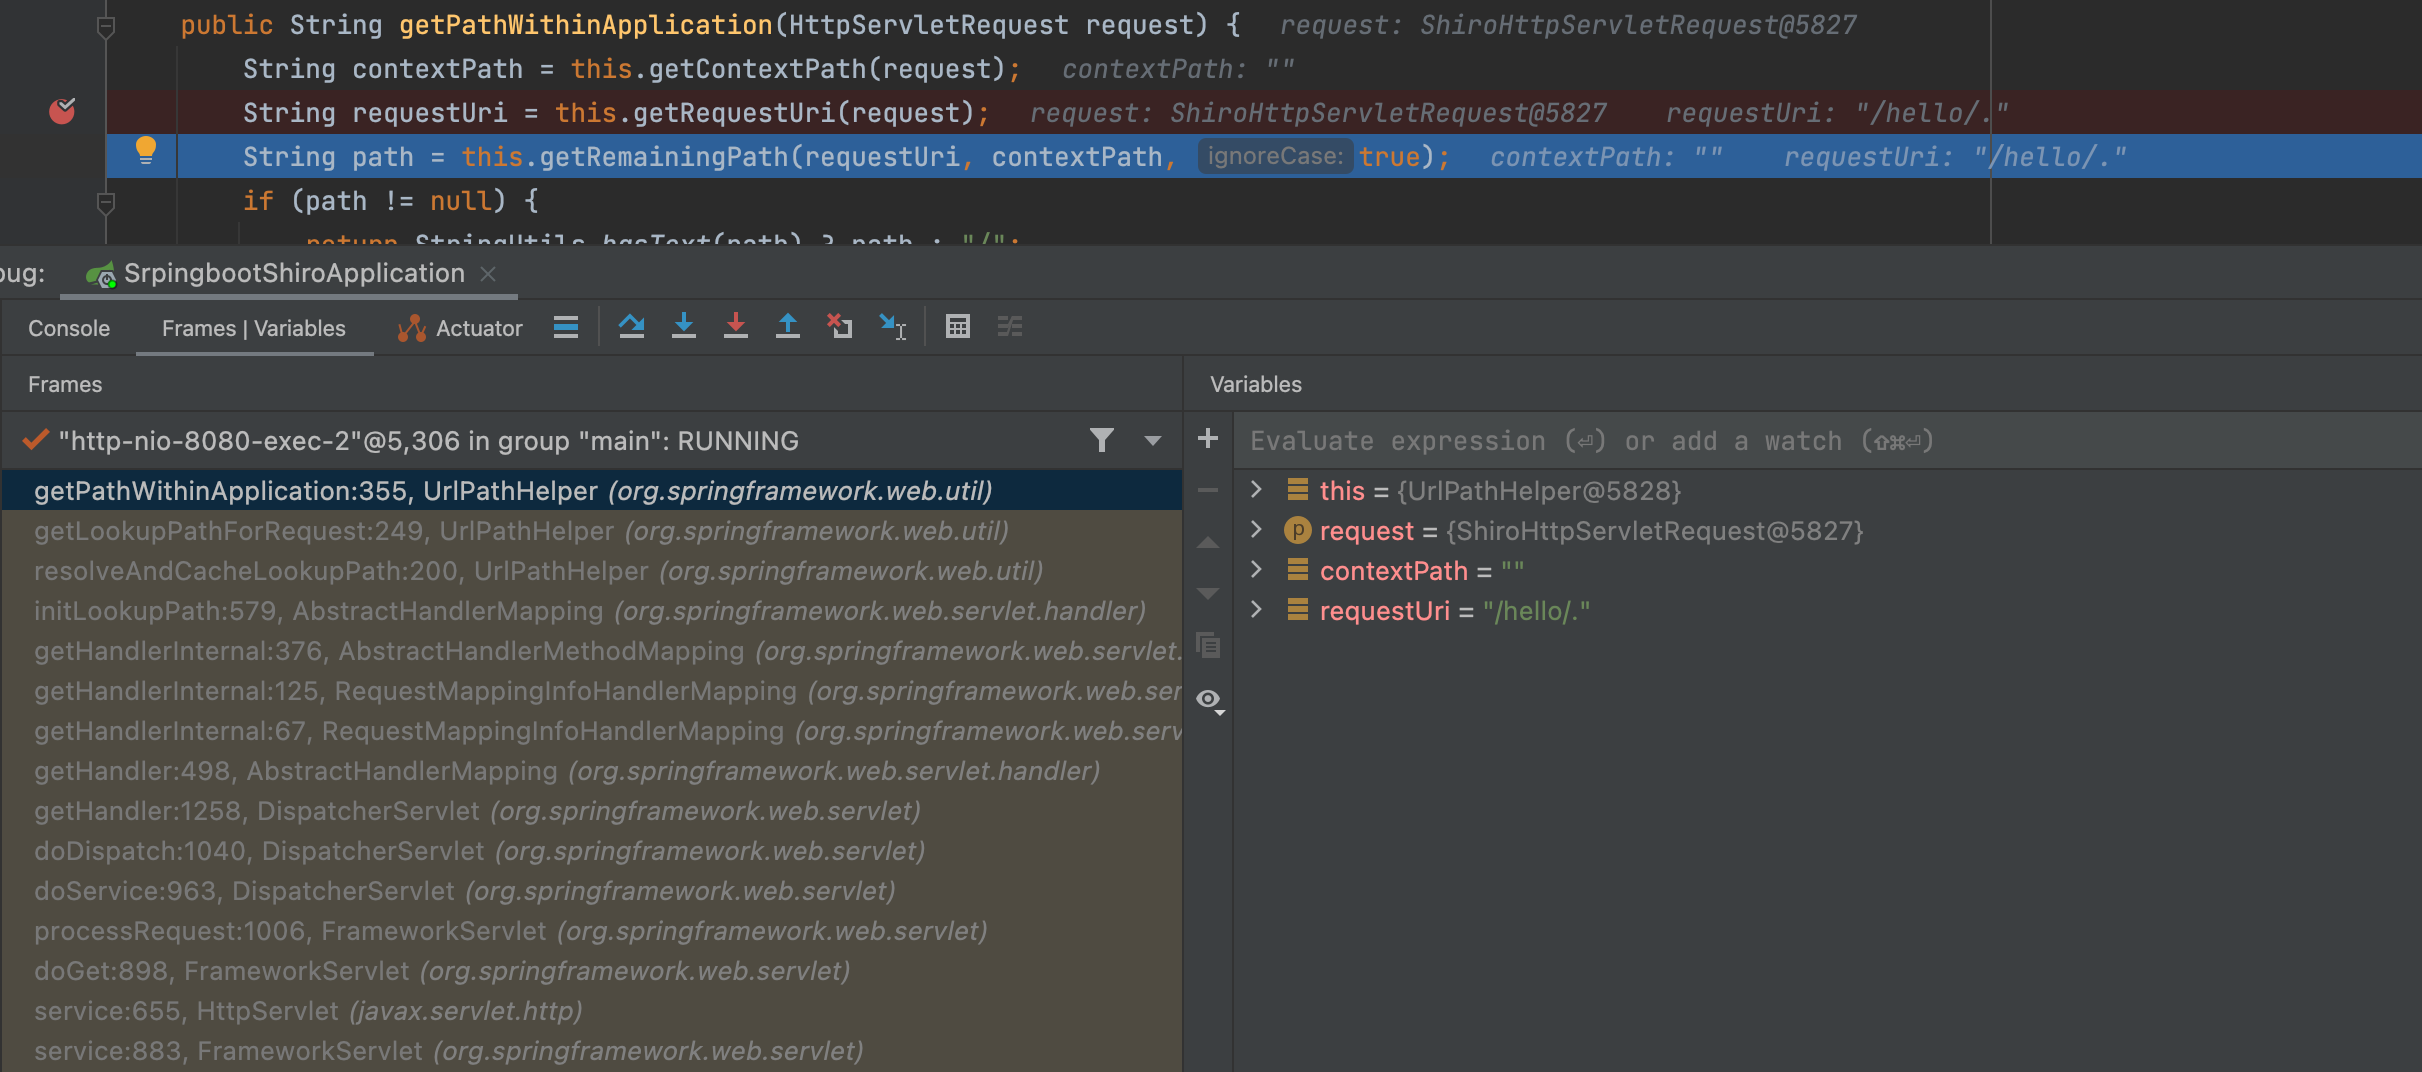 public String getPathWithinApplication(HttpServletRequest request) {  request: ShiroHttpServletRequest@5827
String contextPath = this.getContextPath(request);  contextPath: ""
String requestUri = this.getRequestUri(request);  request: ShiroHttpServletRequest@5827  requestUri: "/hello/."
String path = this.getRemainingPath(requestUri, contextPath, ignoreCase: true);  contextPath: ""  requestUri: "/hello/."
if (path != null) {
return StringUtils.hasText(path) ? path : "/";
bug: SrpingbootShiroApplication
Console Frames | Variables Actuator
Frames
Variables
"http-nio-8080-exec-2"@5,306 in group "main": RUNNING
Evaluate expression (⏎) or add a watch (⇧⌘⏎)
getPathWithinApplication:355, UrlPathHelper (org.springframework.web.util)
getLookupPathForRequest:249, UrlPathHelper (org.springframework.web.util)
resolveAndCacheLookupPath:200, UrlPathHelper (org.springframework.web.util)
initLookupPath:579, AbstractHandlerMapping (org.springframework.web.servlet.handler)
getHandlerInternal:376, AbstractHandlerMethodMapping (org.springframework.web.servlet.
getHandlerInternal:125, RequestMappingInfoHandlerMapping (org.springframework.web.ser
getHandlerInternal:67, RequestMappingInfoHandlerMapping (org.springframework.web.serv
getHandler:498, AbstractHandlerMapping (org.springframework.web.servlet.handler)
getHandler:1258, DispatcherServlet (org.springframework.web.servlet)
doDispatch:1040, DispatcherServlet (org.springframework.web.servlet)
doService:963, DispatcherServlet (org.springframework.web.servlet)
processRequest:1006, FrameworkServlet (org.springframework.web.servlet)
doGet:898, FrameworkServlet (org.springframework.web.servlet)
service:655, HttpServlet (javax.servlet.http)
service:883, FrameworkServlet (org.springframework.web.servlet)
this = {UrlPathHelper@5828}
p request = {ShiroHttpServletRequest@5827}
contextPath = ""
requestUri = "/hello/."